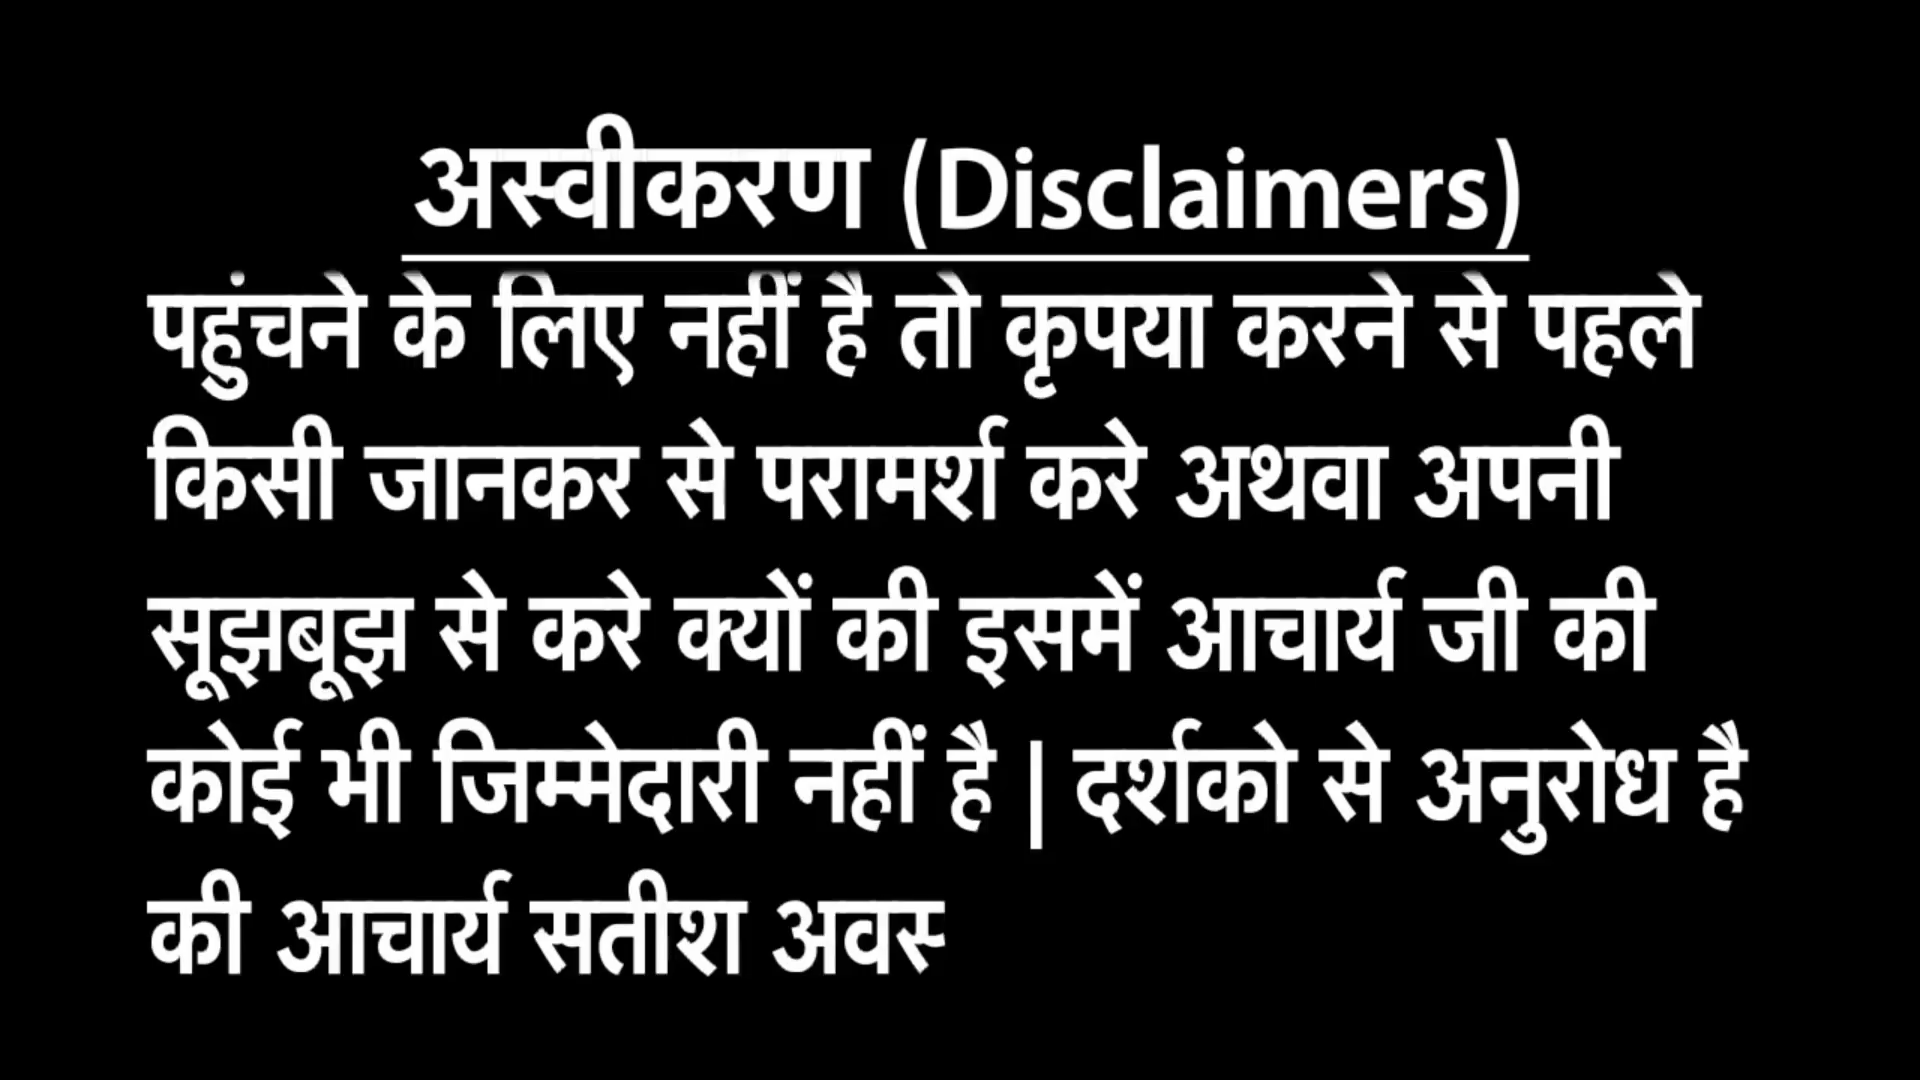 अस्वीकरण (Disclaimers)
पहुंचने के लिए नहीं है तो कृपया करने से पहले
किसी जानकर से परामर्श करे अथवा अपनी
सूझबूझ से करे क्यों की इसमें आचार्य जी की
कोई भी जिम्मेदारी नहीं है | दर्शको से अनुरोध है
की आचार्य सतीश अवस्